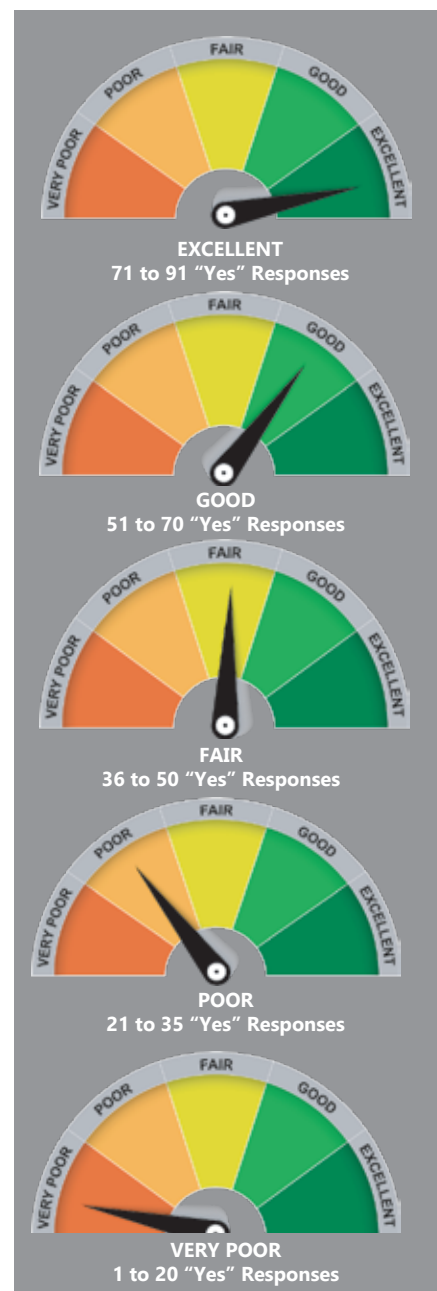 VERY POOR
POOR
FAIR
GOOD
EXCELLENT
EXCELLENT
71 to 91 “Yes” Responses
VERY POOR
POOR
FAIR
GOOD
EXCELLENT
GOOD
51 to 70 “Yes” Responses
VERY POOR
POOR
FAIR
GOOD
EXCELLENT
FAIR
36 to 50 “Yes” Responses
VERY POOR
POOR
FAIR
GOOD
EXCELLENT
POOR
21 to 35 “Yes” Responses
VERY POOR
POOR
FAIR
GOOD
EXCELLENT
VERY POOR
1 to 20 “Yes” Responses